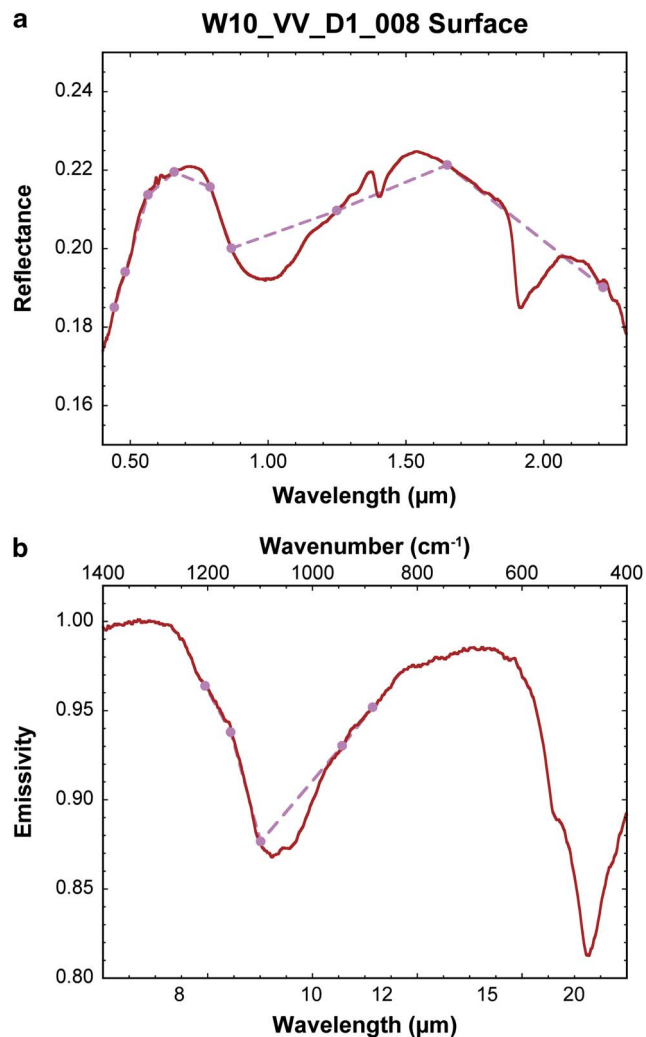 a
W10_VV_D1_008 Surface
Reflectance
0.24
0.22
0.20
0.18
0.16
0.50 1.00 1.50 2.00
Wavelength (µm)
b
Wavenumber (cm-1)
1400 1200 1000 800 600 400
Emissivity
1.00
0.95
0.90
0.85
0.80
8 10 12 15 20
Wavelength (µm)